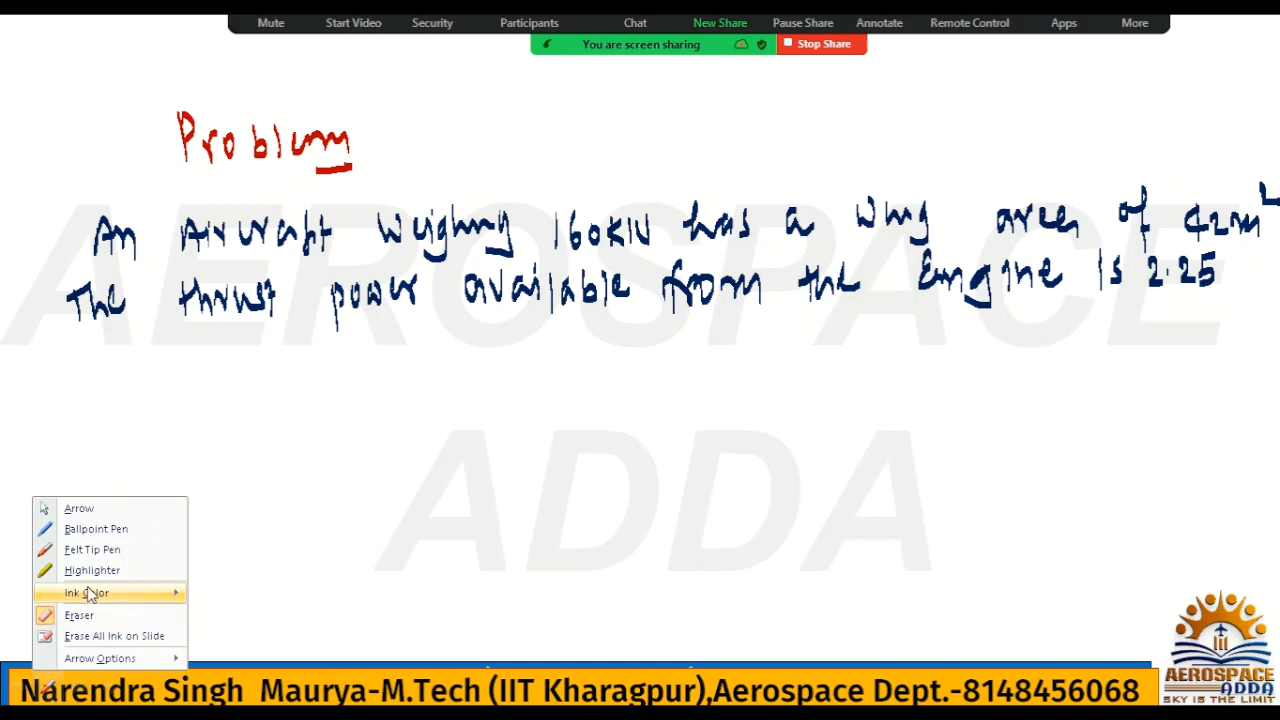 Mute Start Video Security Participants Chat New Share Pause Share Annotate Remote Control Apps More
You are screen sharing Stop Share
Problem
An Aircraft weighing 160KN has a wing area of 42m²
The thrust power available from the Engine is 2.25
AEROSPACE
ADDA
Arrow
Ballpoint Pen
Felt Tip Pen
Highlighter
Ink Color
Eraser
Erase All Ink on Slide
Arrow Options
AEROSPACE
ADDA
SKY IS THE LIMIT
Narendra Singh Maurya-M.Tech (IIT Kharagpur),Aerospace Dept.-8148456068